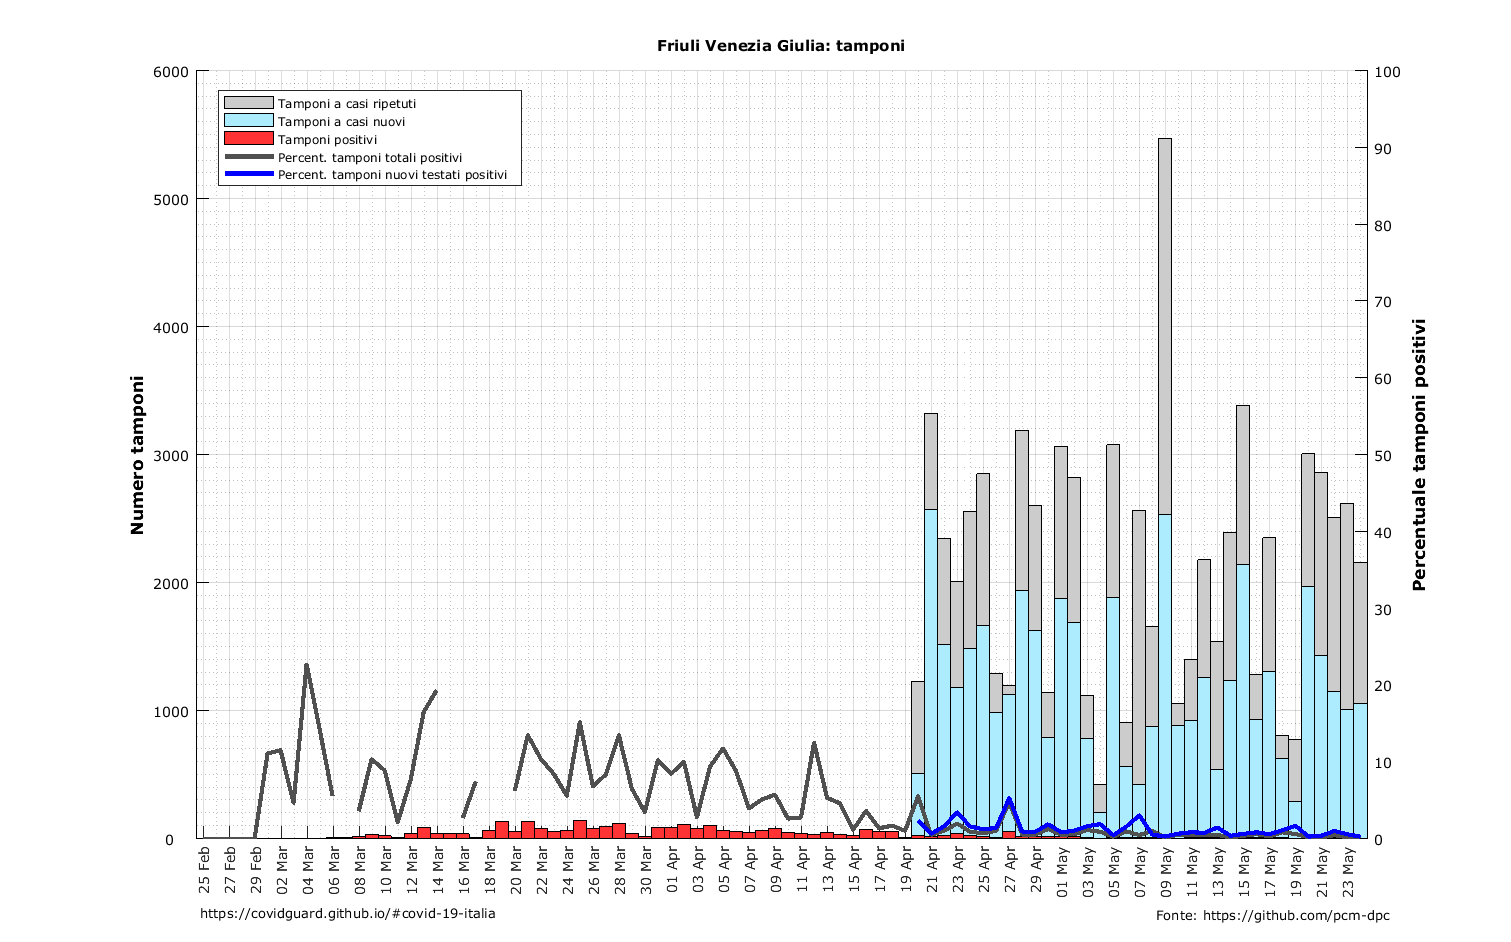 Friuli Venezia Giulia: tamponi
Tamponi a casi ripetuti
Tamponi a casi nuovi
Tamponi positivi
Percent. tamponi totali positivi
Percent. tamponi nuovi testati positivi
Numero tamponi
6000
5000
4000
3000
2000
1000
0
Percentuale tamponi positivi
100
90
80
70
60
50
40
30
20
10
0
25 Feb
27 Feb
29 Feb
02 Mar
04 Mar
06 Mar
08 Mar
10 Mar
12 Mar
14 Mar
16 Mar
18 Mar
20 Mar
22 Mar
24 Mar
26 Mar
28 Mar
30 Mar
01 Apr
03 Apr
05 Apr
07 Apr
09 Apr
11 Apr
13 Apr
15 Apr
17 Apr
19 Apr
21 Apr
23 Apr
25 Apr
27 Apr
29 Apr
01 May
03 May
05 May
07 May
09 May
11 May
13 May
15 May
17 May
19 May
21 May
23 May
https://covidguard.github.io/#covid-19-italia
Fonte: https://github.com/pcm-dpc